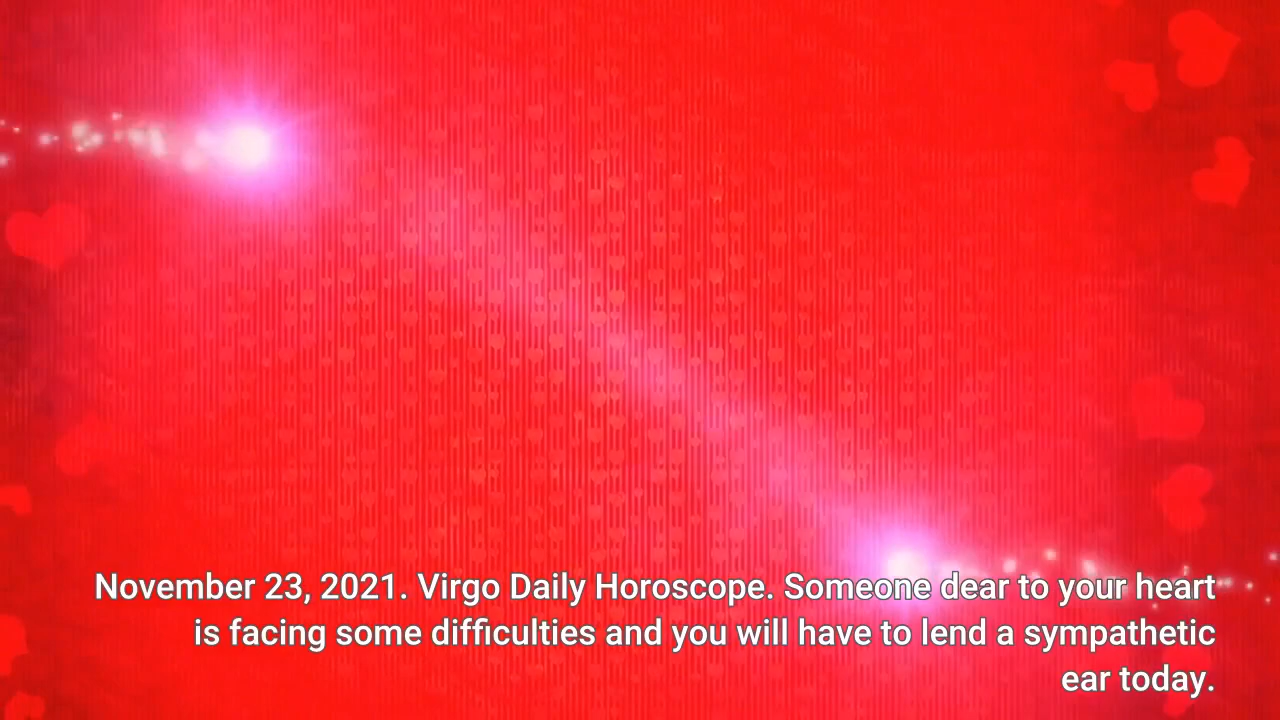 November 23, 2021. Virgo Daily Horoscope. Someone dear to your heart
is facing some difficulties and you will have to lend a sympathetic
ear today.